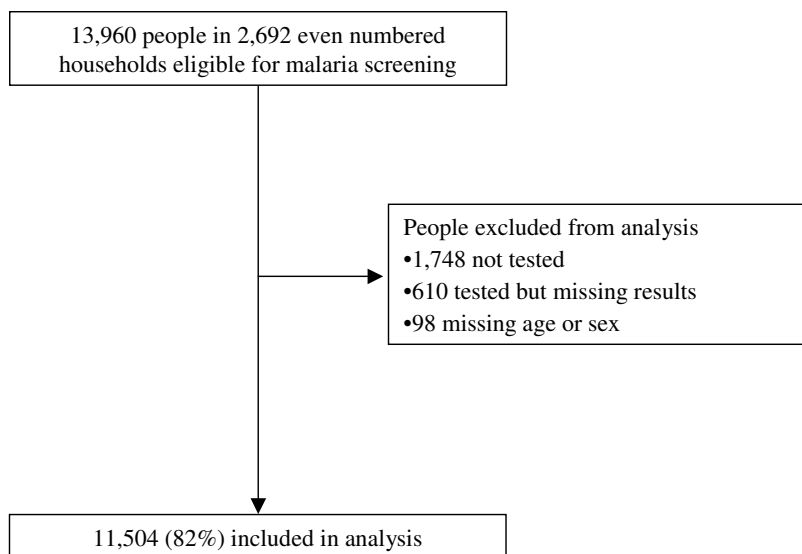 13,960 people in 2,692 even numbered
households eligible for malaria screening
People excluded from analysis
•1,748 not tested
•610 tested but missing results
•98 missing age or sex
11,504 (82%) included in analysis